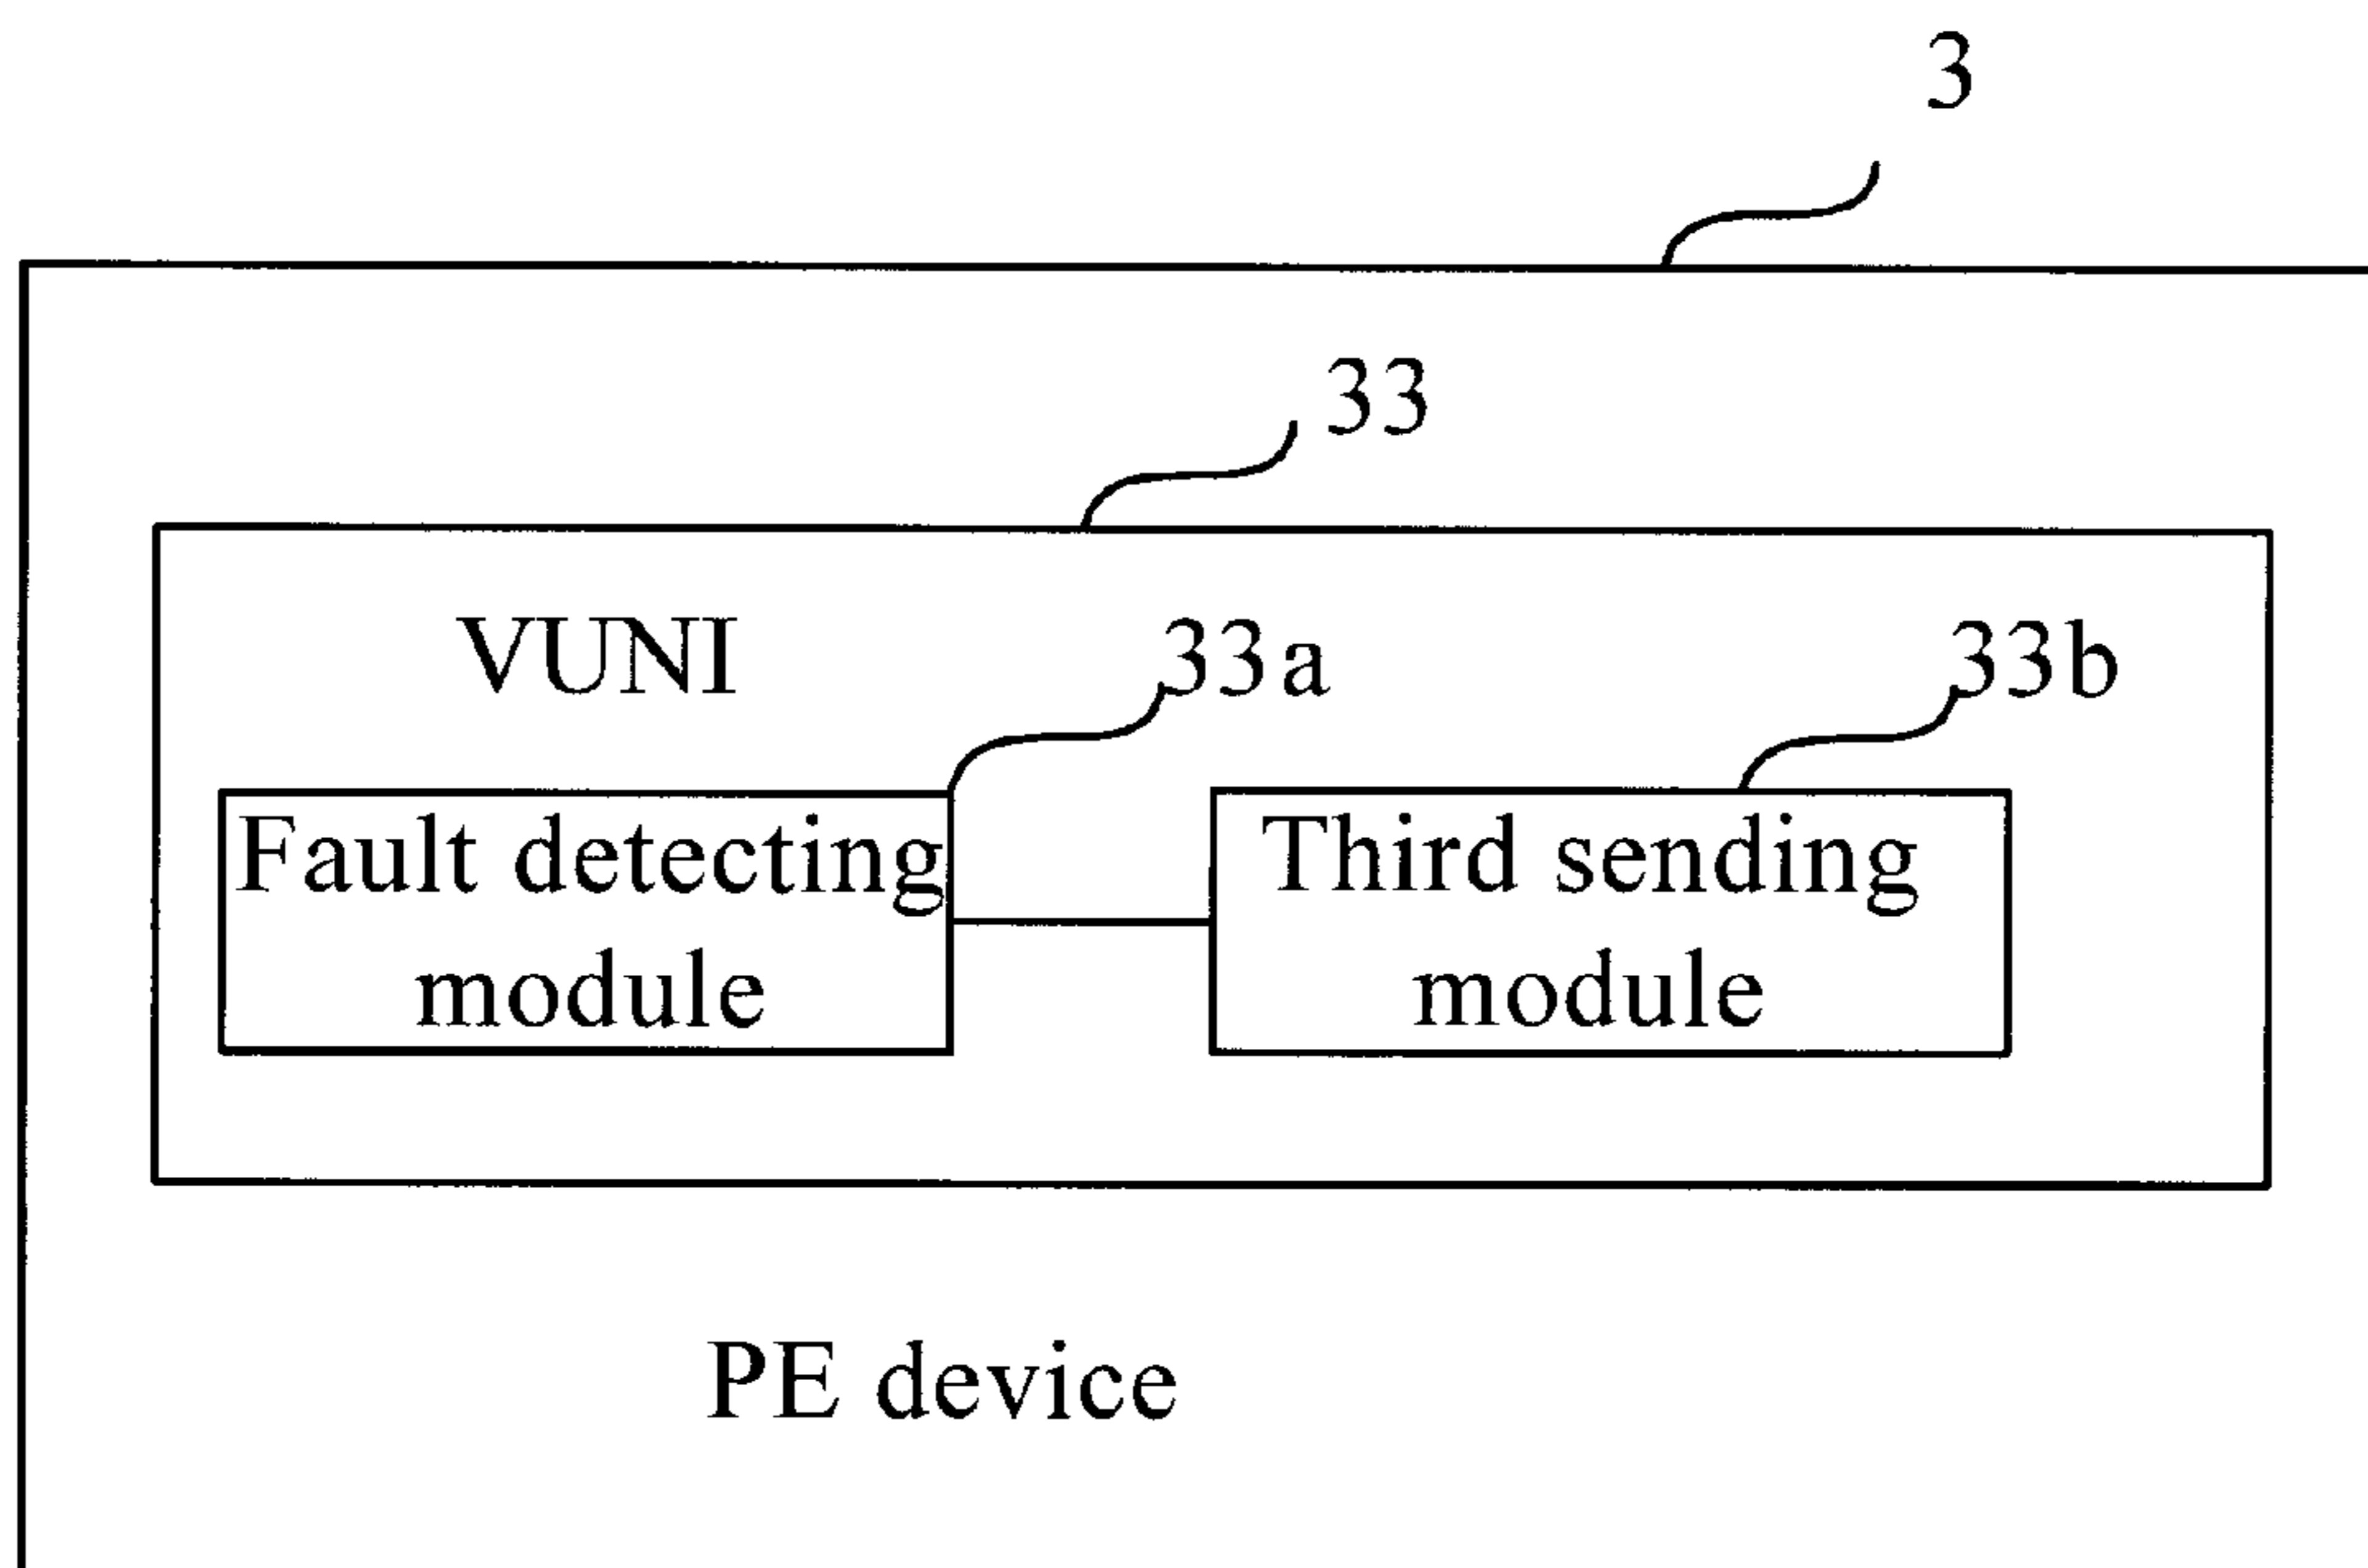 3
33
VUNI
33a
33b
Fault detecting
module
Third sending
module
PE device